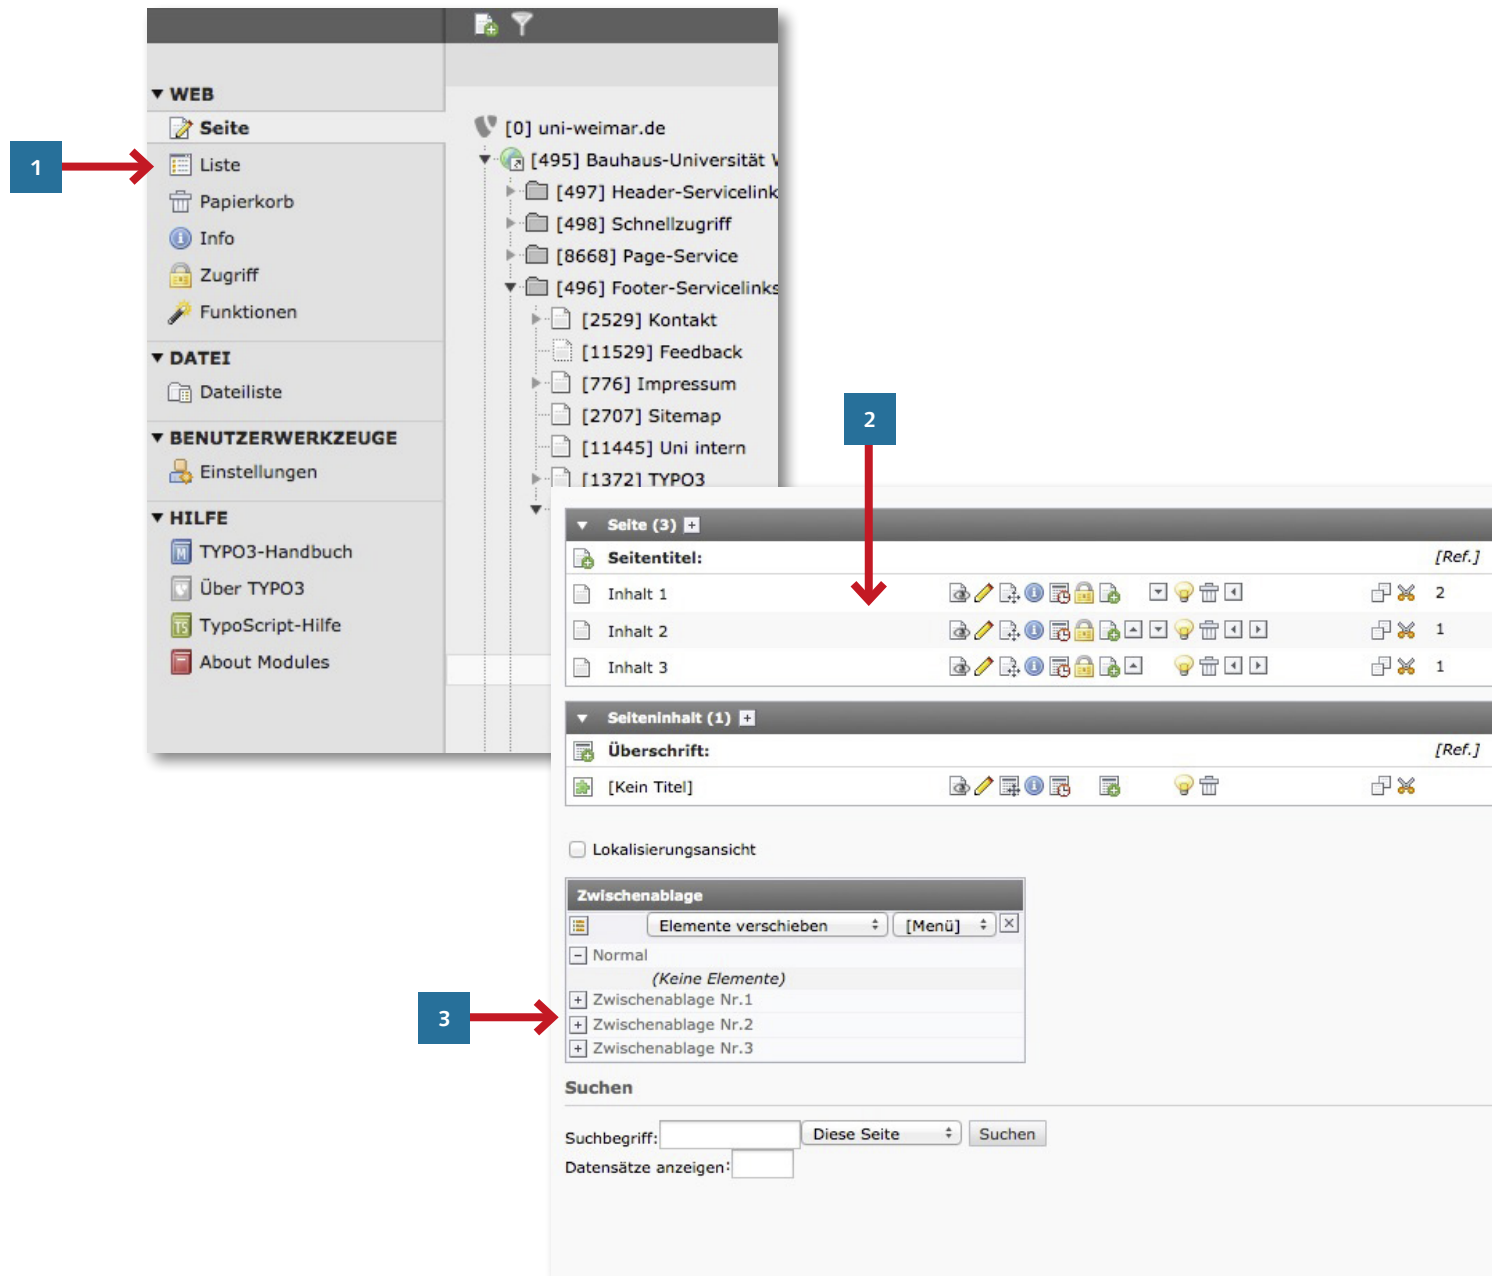 WEB
Seite
1
Liste
Papierkorb
Info
Zugriff
Funktionen
DATEI
Dateiliste
BENUTZERWERKZEUGE
Einstellungen
HILFE
TYPO3-Handbuch
Über TYPO3
TypoScript-Hilfe
About Modules
[0] uni-weimar.de
[495] Bauhaus-Universität
[497] Header-Servicelink
[498] Schnellzugriff
[8668] Page-Service
[496] Footer-Servicelinks
[2529] Kontakt
[11529] Feedback
[776] Impressum
[2707] Sitemap
[11445] Uni intern
[1372] TYPO3
2
Seite (3)
Seitentitel: [Ref.]
Inhalt 1 2
Inhalt 2 1
Inhalt 3 1
Seiteninhalt (1)
Überschrift: [Ref.]
[Kein Titel]
Lokalisierungsansicht
Zwischenablage
Elemente verschieben [Menü]
Normal
(Keine Elemente)
Zwischenablage Nr.1
3
Zwischenablage Nr.2
Zwischenablage Nr.3
Suchen
Suchbegriff: Diese Seite Suchen
Datensätze anzeigen: